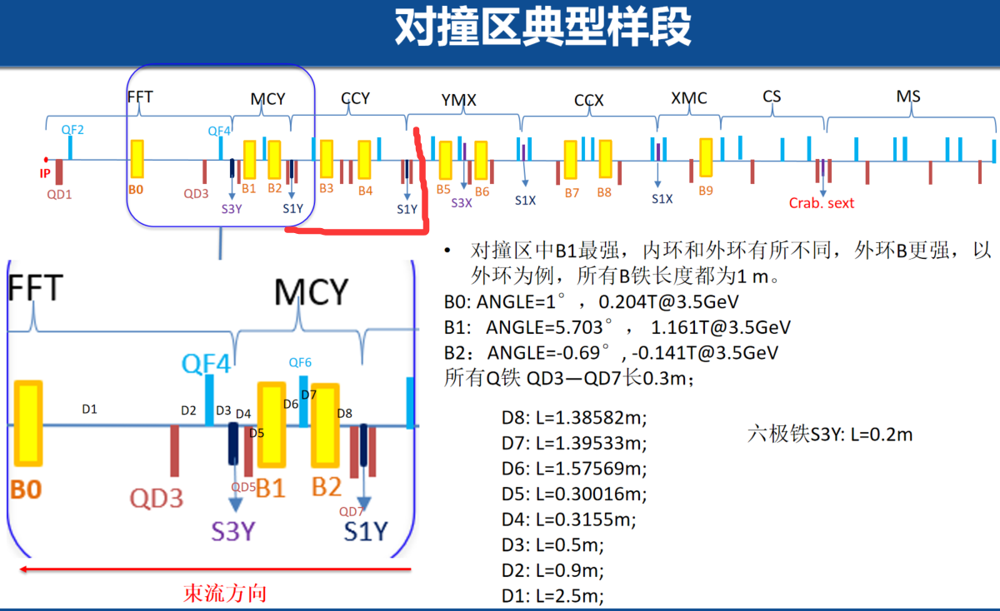 对撞区典型样段
FFT MCY CCY YMX CCX XMC CS MS
QF2 QF4
IP
QD1 B0 QD3 B1 B2 B3 B4 B5 B6 B7 B8 B9
S3Y S1Y S1Y S3X S1X S1X Crab. sext
FFT MCY
QF4 QF6
D1 D2 D3 D4 D5 D6 D7 D8
B0 QD3 QD5 B1 B2 QD7
S3Y S1Y
束流方向
• 对撞区中B1最强，内环和外环有所不同，外环B更强，以
外环为例，所有B铁长度都为1 m。
B0: ANGLE=1°，0.204T@3.5GeV
B1: ANGLE=5.703°， 1.161T@3.5GeV
B2：ANGLE=-0.69°, -0.141T@3.5GeV
所有Q铁 QD3—QD7长0.3m；
D8: L=1.38582m;
D7: L=1.39533m;
D6: L=1.57569m;
D5: L=0.30016m;
D4: L=0.3155m;
D3: L=0.5m;
D2: L=0.9m;
D1: L=2.5m;
六极铁S3Y: L=0.2m